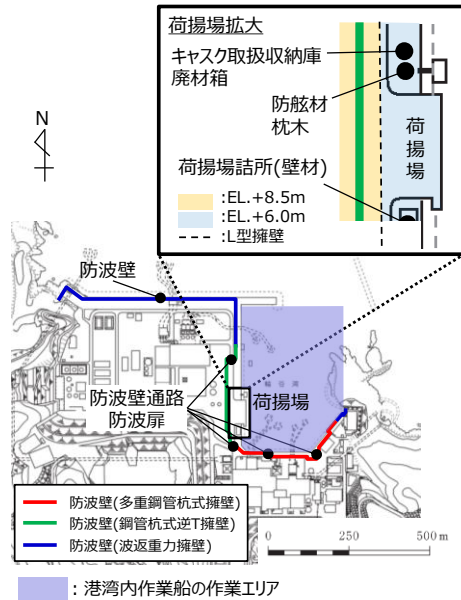 荷揚場拡大
キャスク取扱収納庫
廃材箱
防舷材
枕木
荷揚場
荷揚場詰所(壁材)
:EL.+8.5m
:EL.+6.0m
:L型擁壁
N
防波壁
防波壁通路
防波扉
荷揚場
防波壁(多重鋼管杭式擁壁)
防波壁(鋼管杭式逆T擁壁)
防波壁(波返重力擁壁)
0 250 500 m
:港湾内作業船の作業エリア